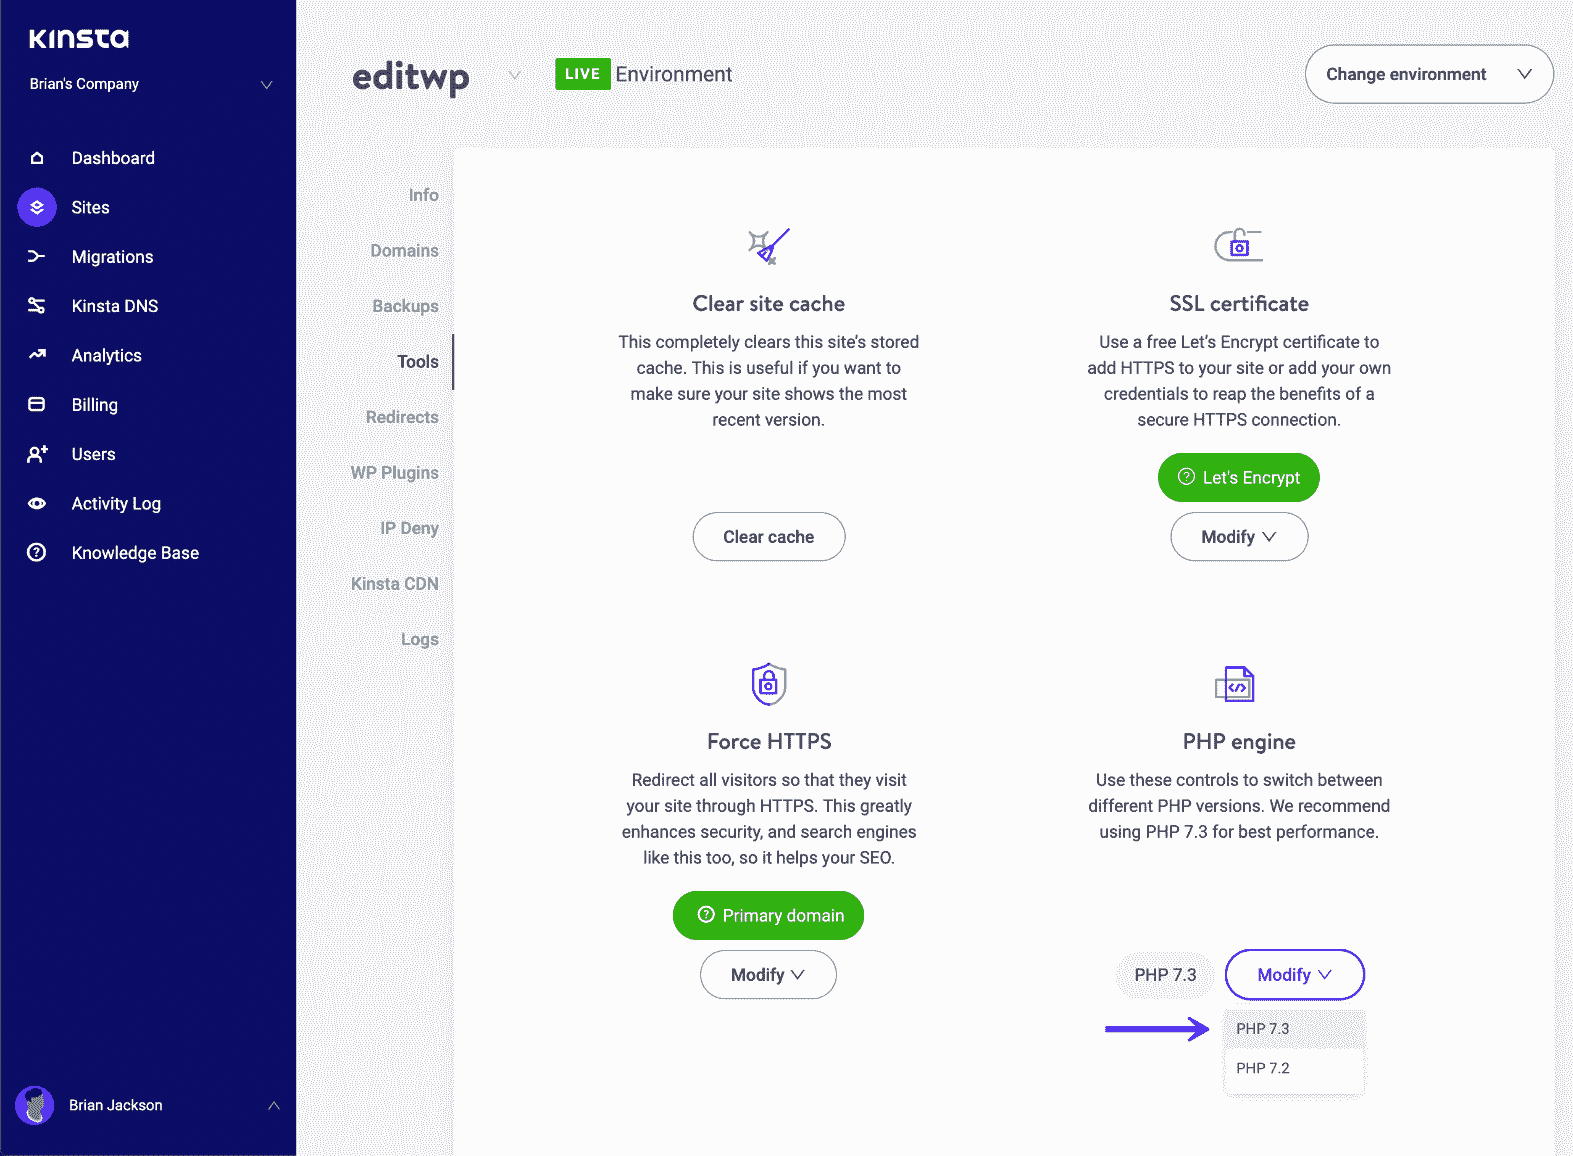 Kinsta
Brian's Company
Dashboard
Sites
Migrations
Kinsta DNS
Analytics
Billing
Users
Activity Log
Knowledge Base
Brian Jackson
editwp
LIVE Environment
Change environment
Info
Domains
Backups
Tools
Redirects
WP Plugins
IP Deny
Kinsta CDN
Logs
Clear site cache
This completely clears this site's stored
cache. This is useful if you want to
make sure your site shows the most
recent version.
Clear cache
SSL certificate
Use a free Let's Encrypt certificate to
add HTTPS to your site or add your own
credentials to reap the benefits of a
secure HTTPS connection.
Let's Encrypt
Modify
Force HTTPS
Redirect all visitors so that they visit
your site through HTTPS. This greatly
enhances security, and search engines
like this too, so it helps your SEO.
Primary domain
Modify
PHP engine
Use these controls to switch between
different PHP versions. We recommend
using PHP 7.3 for best performance.
PHP 7.3 Modify
PHP 7.3
PHP 7.2